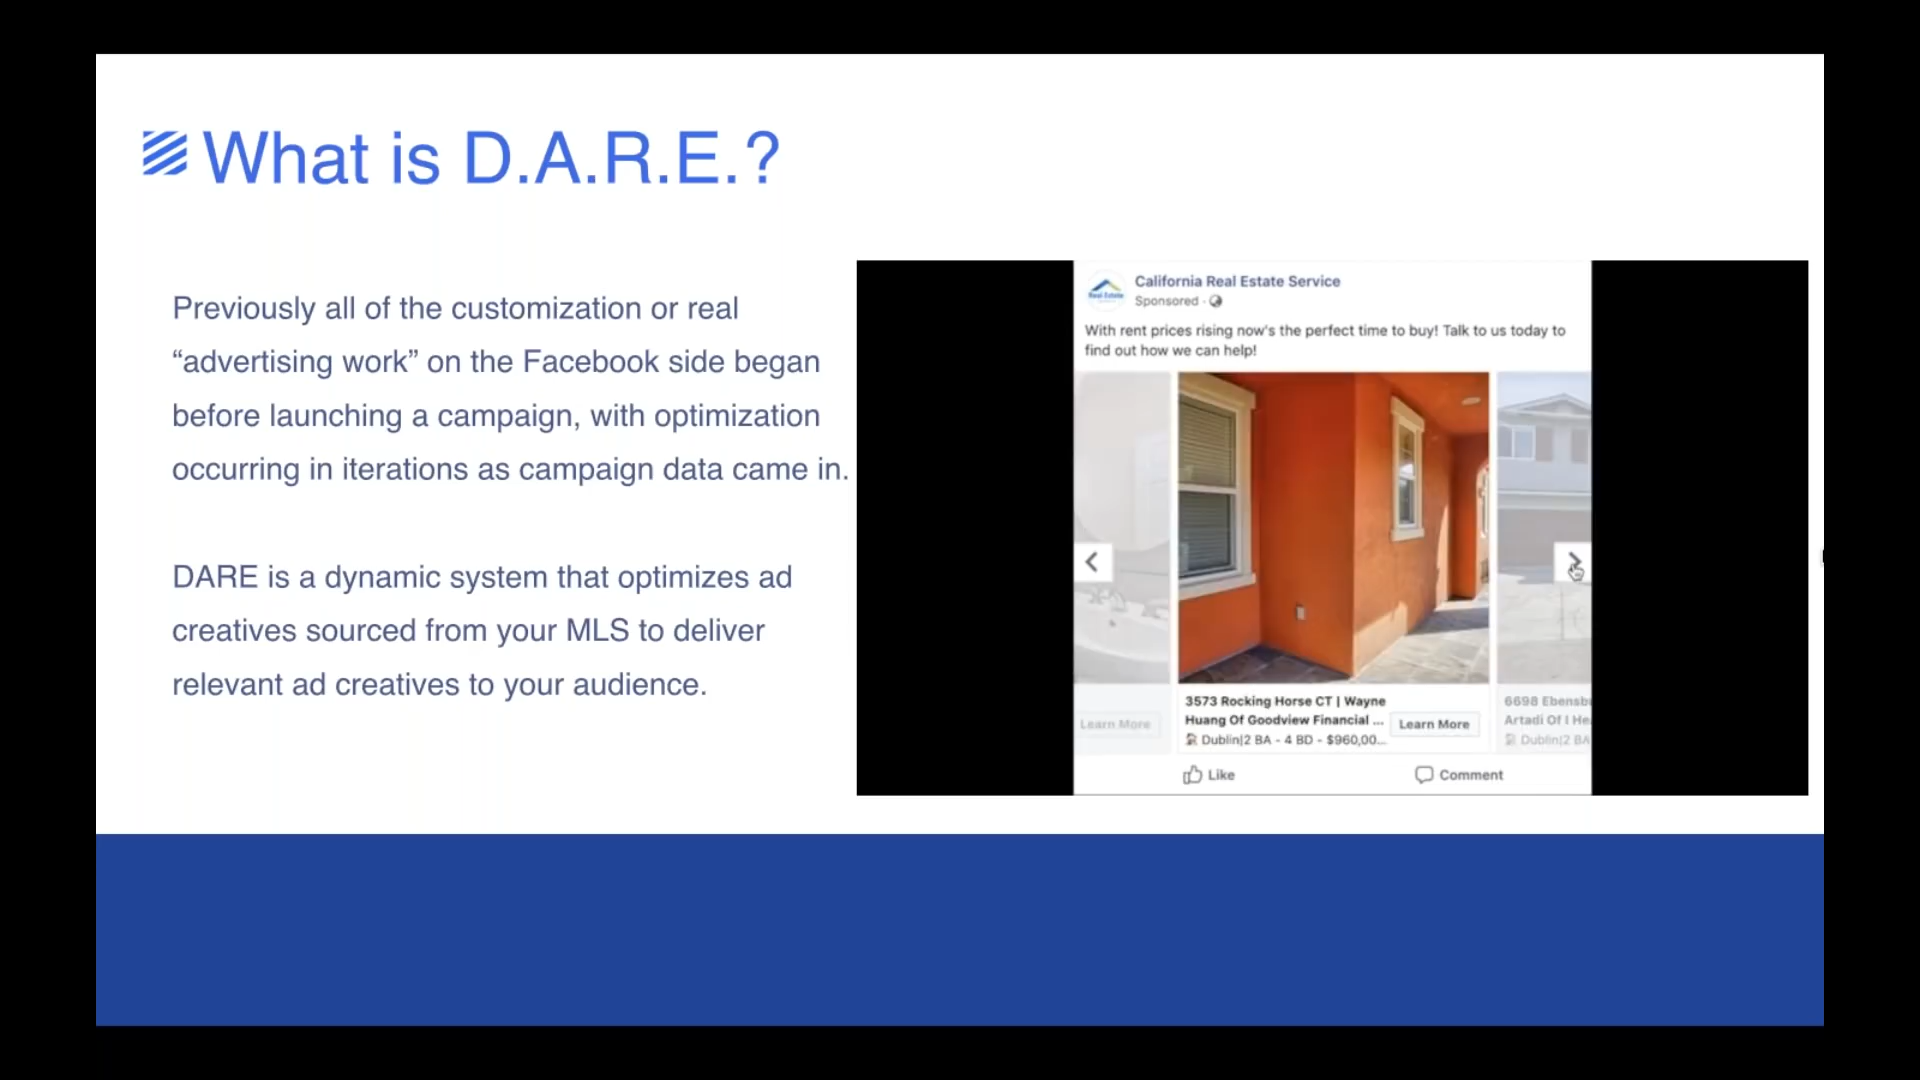 What is D.A.R.E.?
Previously all of the customization or real
“advertising work” on the Facebook side began
before launching a campaign, with optimization
occurring in iterations as campaign data came in.
DARE is a dynamic system that optimizes ad
creatives sourced from your MLS to deliver
relevant ad creatives to your audience.
California Real Estate Service
Sponsored ·
With rent prices rising now's the perfect time to buy! Talk to us today to
find out how we can help!
Real Estate
Learn More
3573 Rocking Horse CT | Wayne
Huang Of Goodview Financial ...
Dublin|2 BA - 4 BD - $960,00...
Learn More
6698
Artadi Of I
Dublin|2 BA
Like
Comment